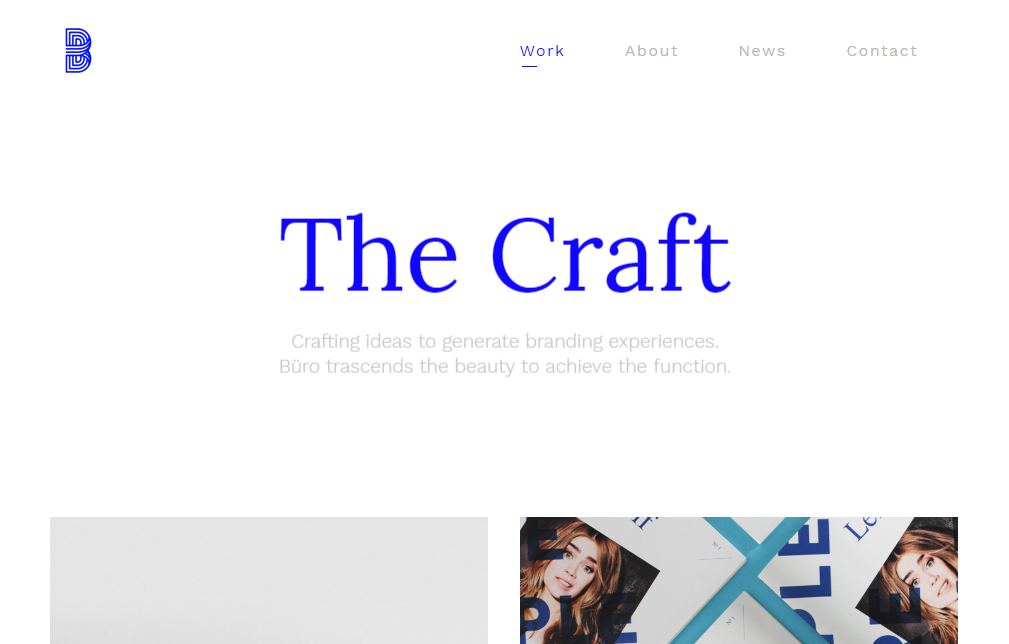 B
Work About News Contact
The Craft
Crafting ideas to generate branding experiences.
Büro trascends the beauty to achieve the function.